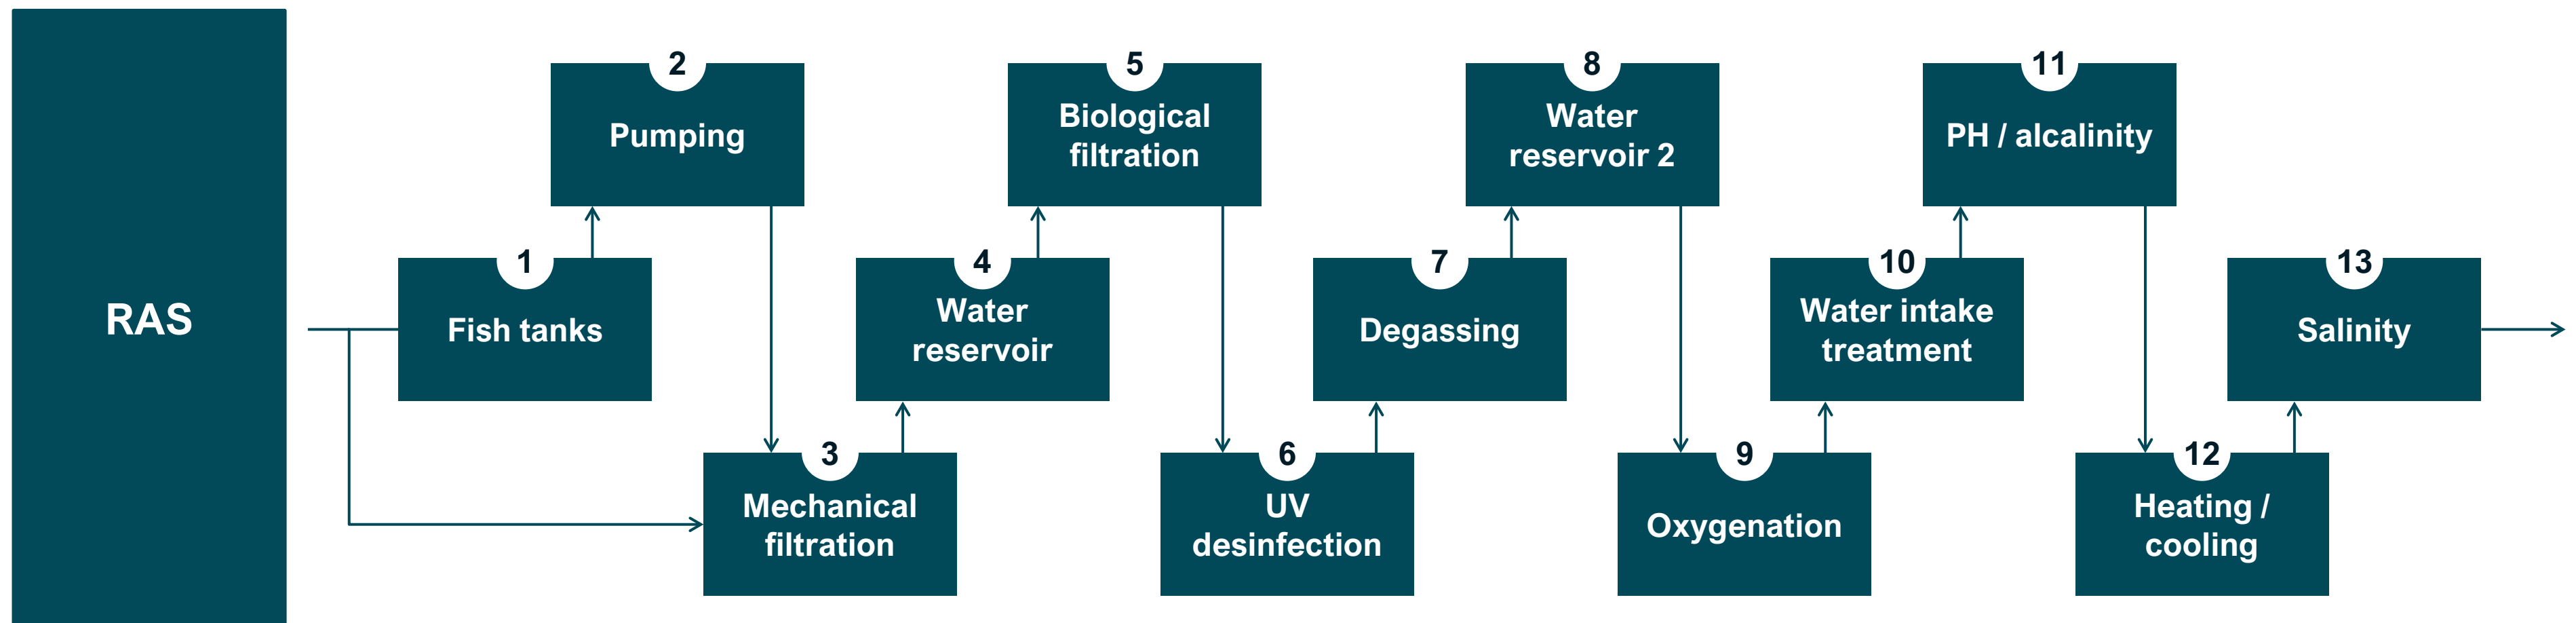 RAS
1
Fish tanks
2
Pumping
3
Mechanical
filtration
4
Water
reservoir
5
Biological
filtration
6
UV
desinfection
7
Degassing
8
Water
reservoir 2
9
Oxygenation
10
Water intake
treatment
11
PH / alcalinity
12
Heating /
cooling
13
Salinity